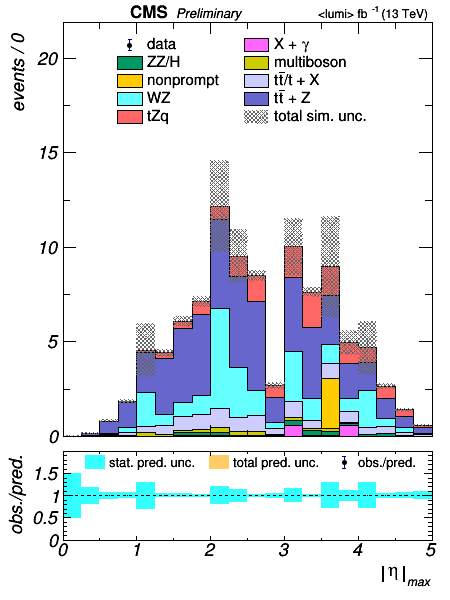 CMS Preliminary <lumi> fb⁻¹ (13 TeV)
events / 0
data X + γ
ZZ/H multiboson
nonprompt tt̄/t + X
WZ tt̄ + Z
tZq total sim. unc.
20
15
10
5
0
obs./pred.
stat. pred. unc. total pred. unc. obs./pred.
1.5
1
0.5
0
0 1 2 3 4 5
|η|max